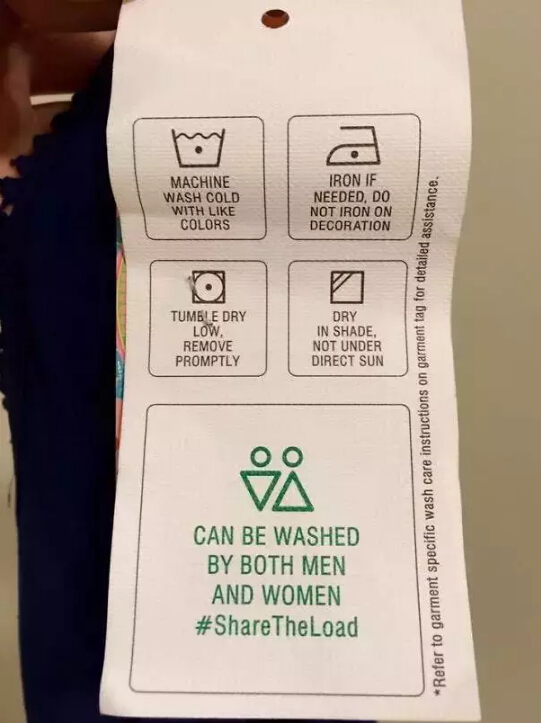 MACHINE
WASH COLD
WITH LIKE
COLORS
IRON IF
NEEDED, DO
NOT IRON ON
DECORATION
TUMBLE DRY
LOW,
REMOVE
PROMPTLY
DRY
IN SHADE,
NOT UNDER
DIRECT SUN
CAN BE WASHED
BY BOTH MEN
AND WOMEN
#ShareTheLoad
*Refer to garment specific wash care instructions on garment tag for detailed assistance.